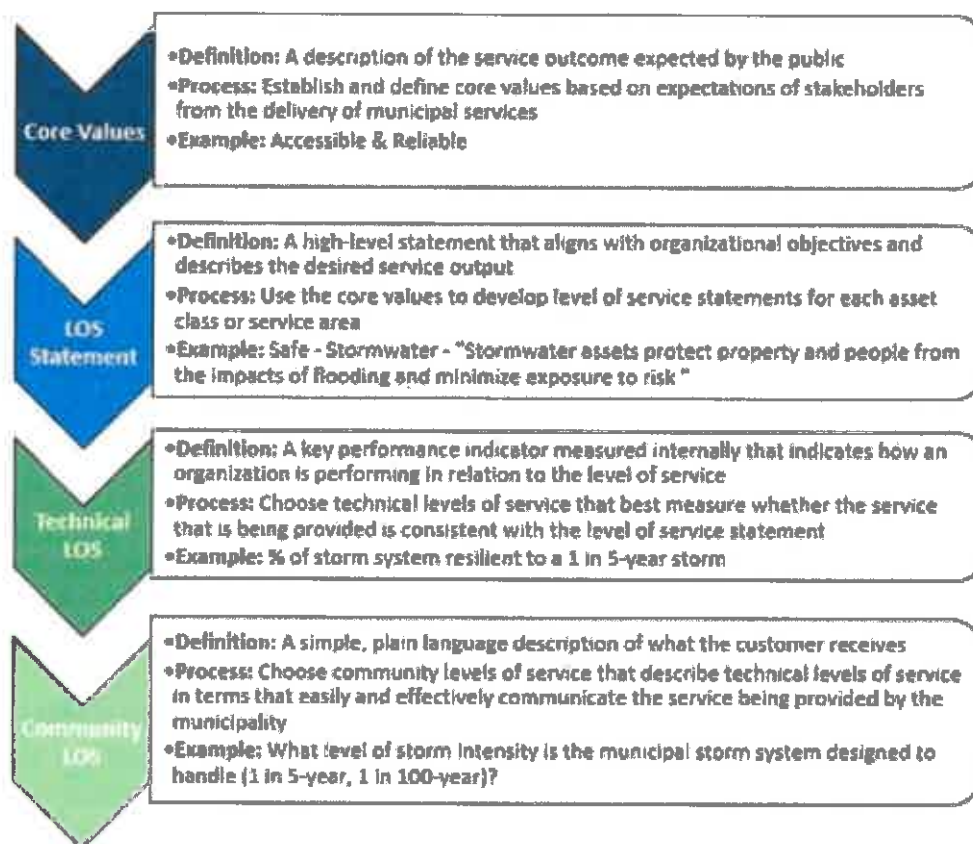 Core Values
•Definition: A description of the service outcome expected by the public
•Process: Establish and define core values based on expectations of stakeholders
from the delivery of municipal services
•Example: Accessible & Reliable
LOS
Statement
•Definition: A high-level statement that aligns with organizational objectives and
describes the desired service output
•Process: Use the core values to develop level of service statements for each asset
class or service area
•Example: Safe - Stormwater - "Stormwater assets protect property and people from
the impacts of flooding and minimize exposure to risk "
Technical
LOS
•Definition: A key performance indicator measured internally that indicates how an
organization is performing in relation to the level of service
•Process: Choose technical levels of service that best measure whether the service
that is being provided is consistent with the level of service statement
•Example: % of storm system resilient to a 1 in 5-year storm
Community
LOS
•Definition: A simple, plain language description of what the customer receives
•Process: Choose community levels of service that describe technical levels of service
in terms that easily and effectively communicate the service being provided by the
municipality
•Example: What level of storm intensity is the municipal storm system designed to
handle (1 in 5-year, 1 in 100-year)?